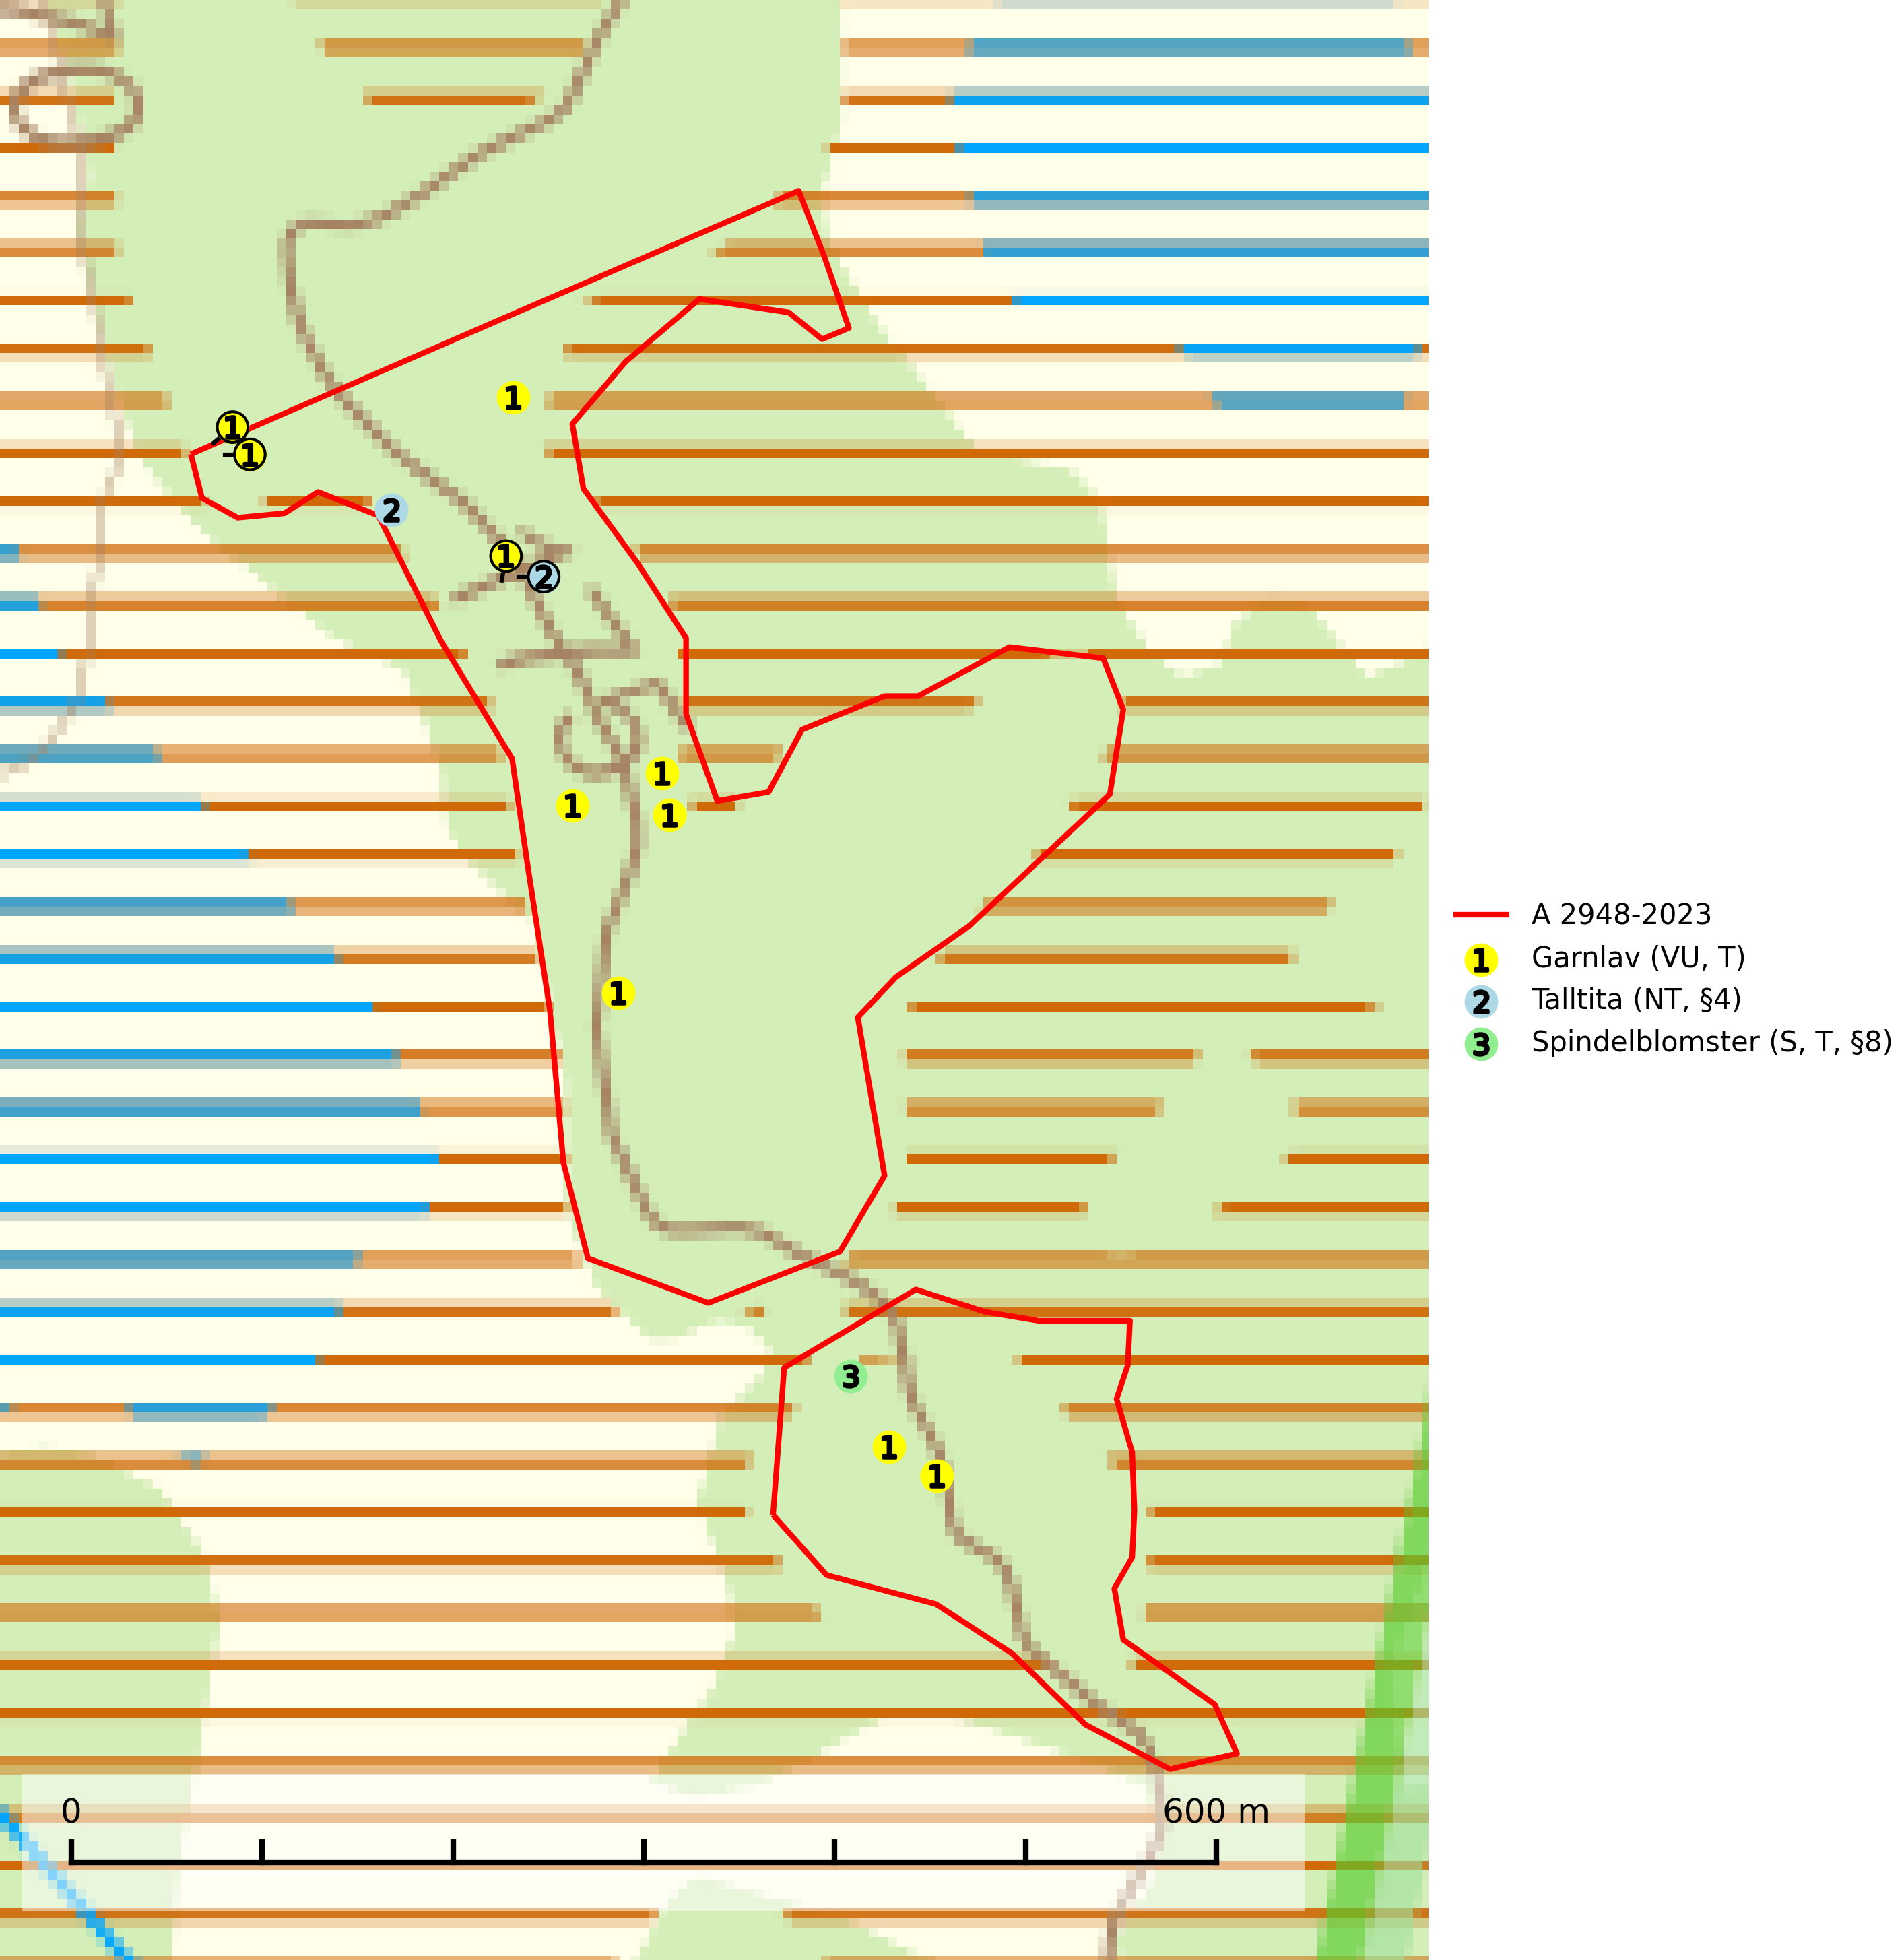 1
1
1
2
1
2
1
1
1
1
3
1
1
0
600 m
A 2948-2023
1 Garnlav (VU, T)
2 Talltita (NT, §4)
3 Spindelblomster (S, T, §8)